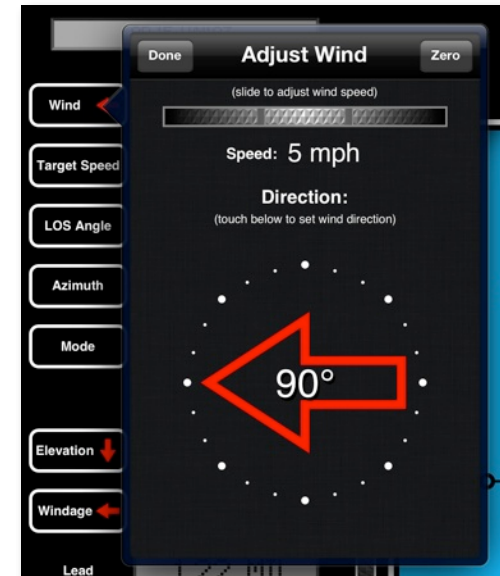 Done
Adjust Wind
Zero
(slide to adjust wind speed)
Speed: 5 mph
Direction:
(touch below to set wind direction)
90°
Wind
Target Speed
LOS Angle
Azimuth
Mode
Elevation
Windage
Lead